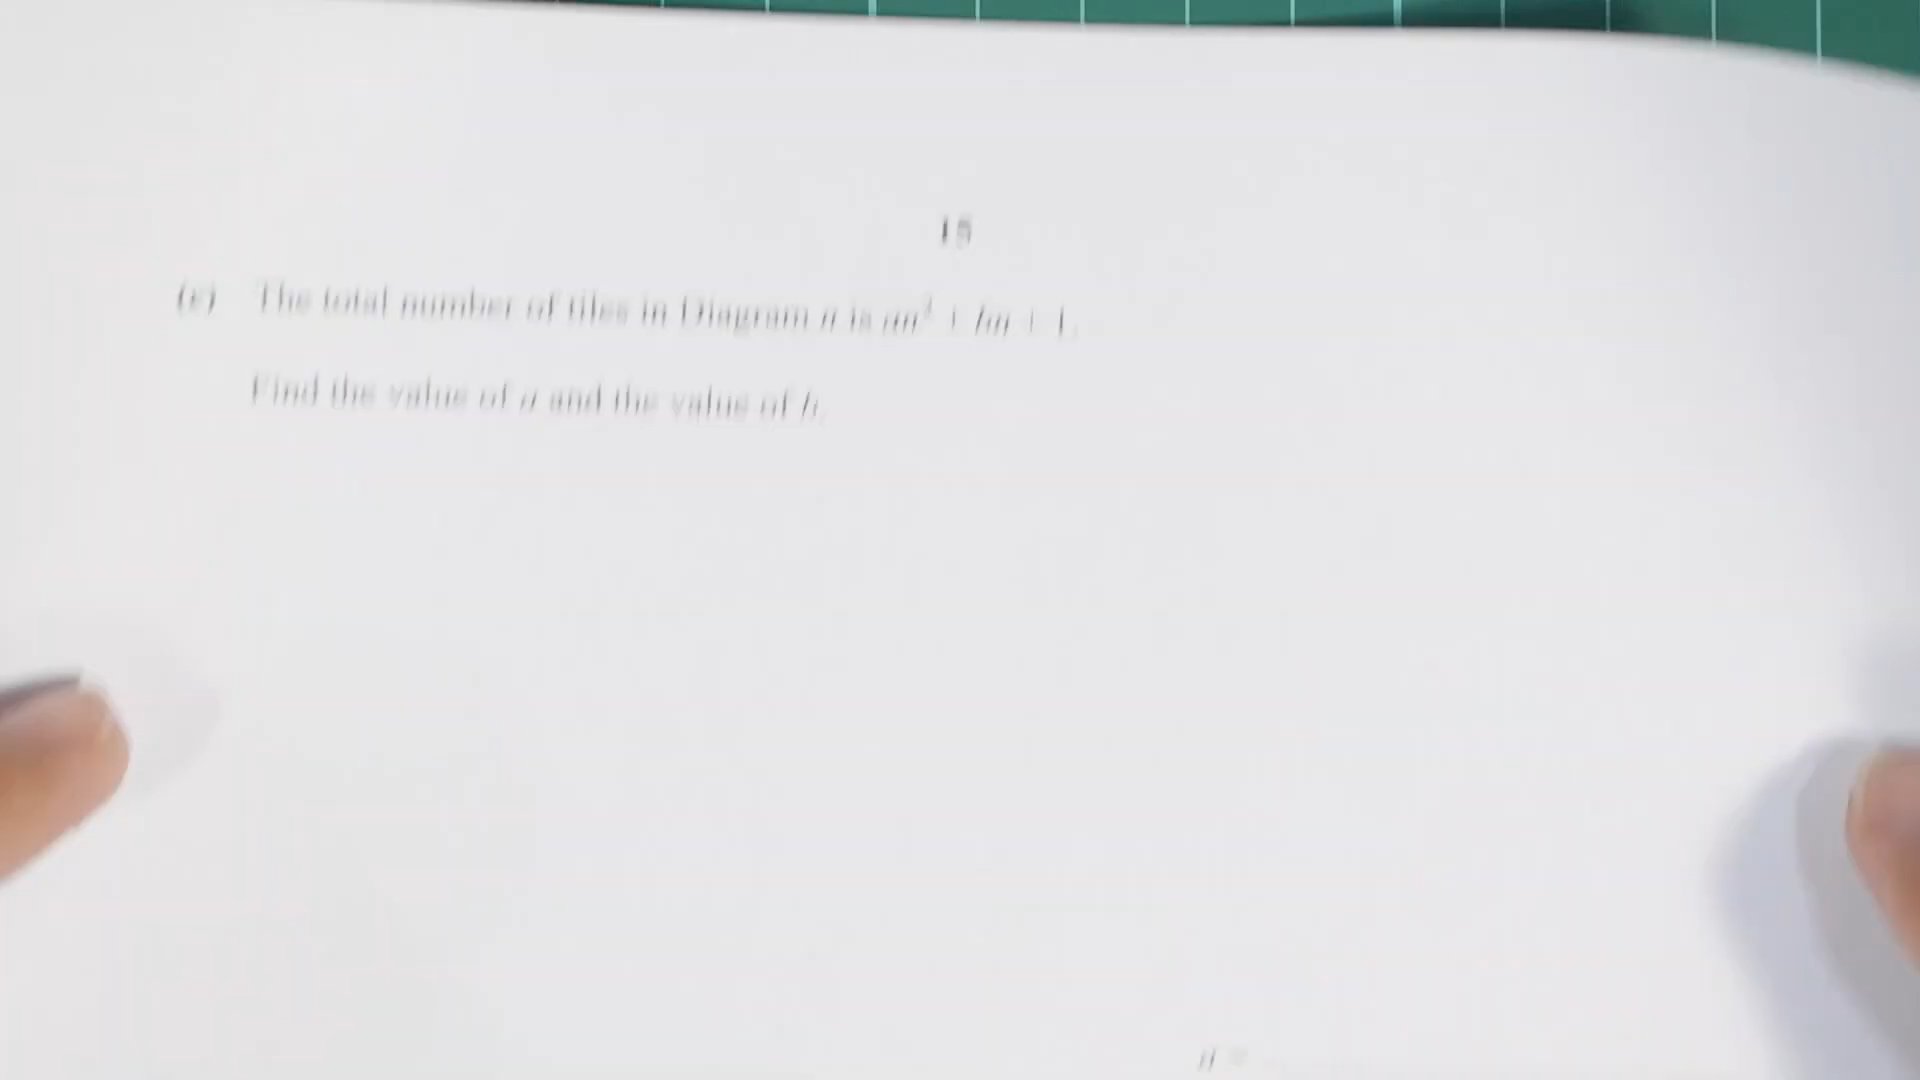 15
(e) The total number of tiles in Diagram n is an² + bn + 1.
Find the value of a and the value of b.
a =